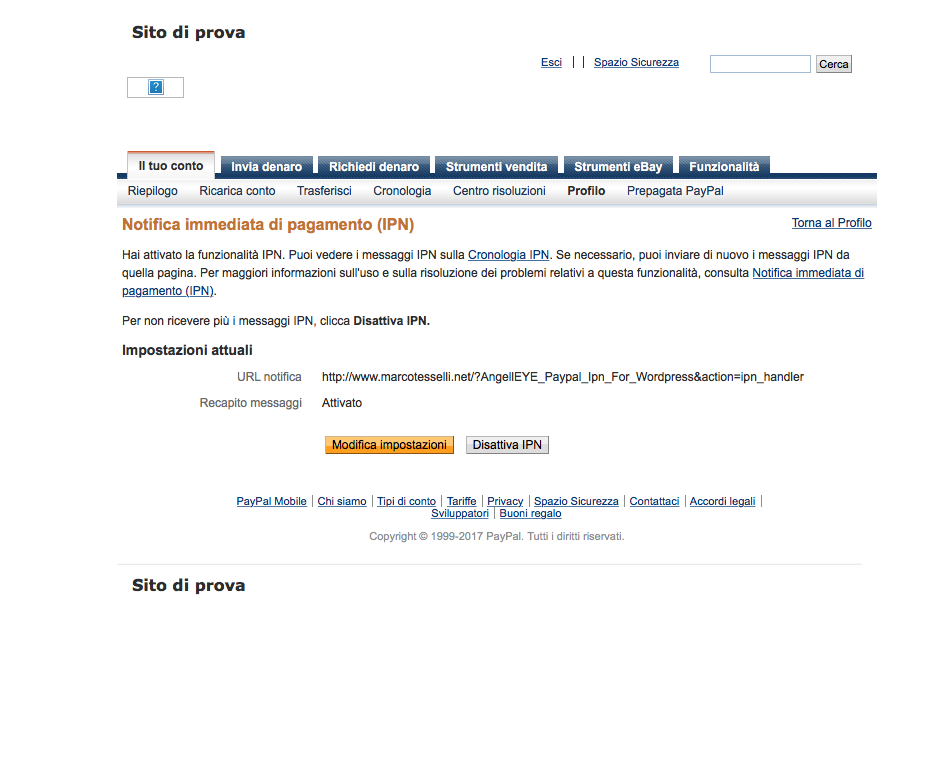 Sito di prova
Esci Spazio Sicurezza Cerca
?
Il tuo conto Invia denaro Richiedi denaro Strumenti vendita Strumenti eBay Funzionalità
Riepilogo Ricarica conto Trasferisci Cronologia Centro risoluzioni Profilo Prepagata PayPal
Notifica immediata di pagamento (IPN) Torna al Profilo
Hai attivato la funzionalità IPN. Puoi vedere i messaggi IPN sulla Cronologia IPN. Se necessario, puoi inviare di nuovo i messaggi IPN da
quella pagina. Per maggiori informazioni sull'uso e sulla risoluzione dei problemi relativi a questa funzionalità, consulta Notifica immediata di
pagamento (IPN).
Per non ricevere più i messaggi IPN, clicca Disattiva IPN.
Impostazioni attuali
URL notifica http://www.marcotesselli.net/?AngellEYE_Paypal_Ipn_For_Wordpress&action=ipn_handler
Recapito messaggi Attivato
Modifica impostazioni Disattiva IPN
PayPal Mobile | Chi siamo | Tipi di conto | Tariffe | Privacy | Spazio Sicurezza | Contattaci | Accordi legali |
Sviluppatori | Buoni regalo
Copyright © 1999-2017 PayPal. Tutti i diritti riservati.
Sito di prova